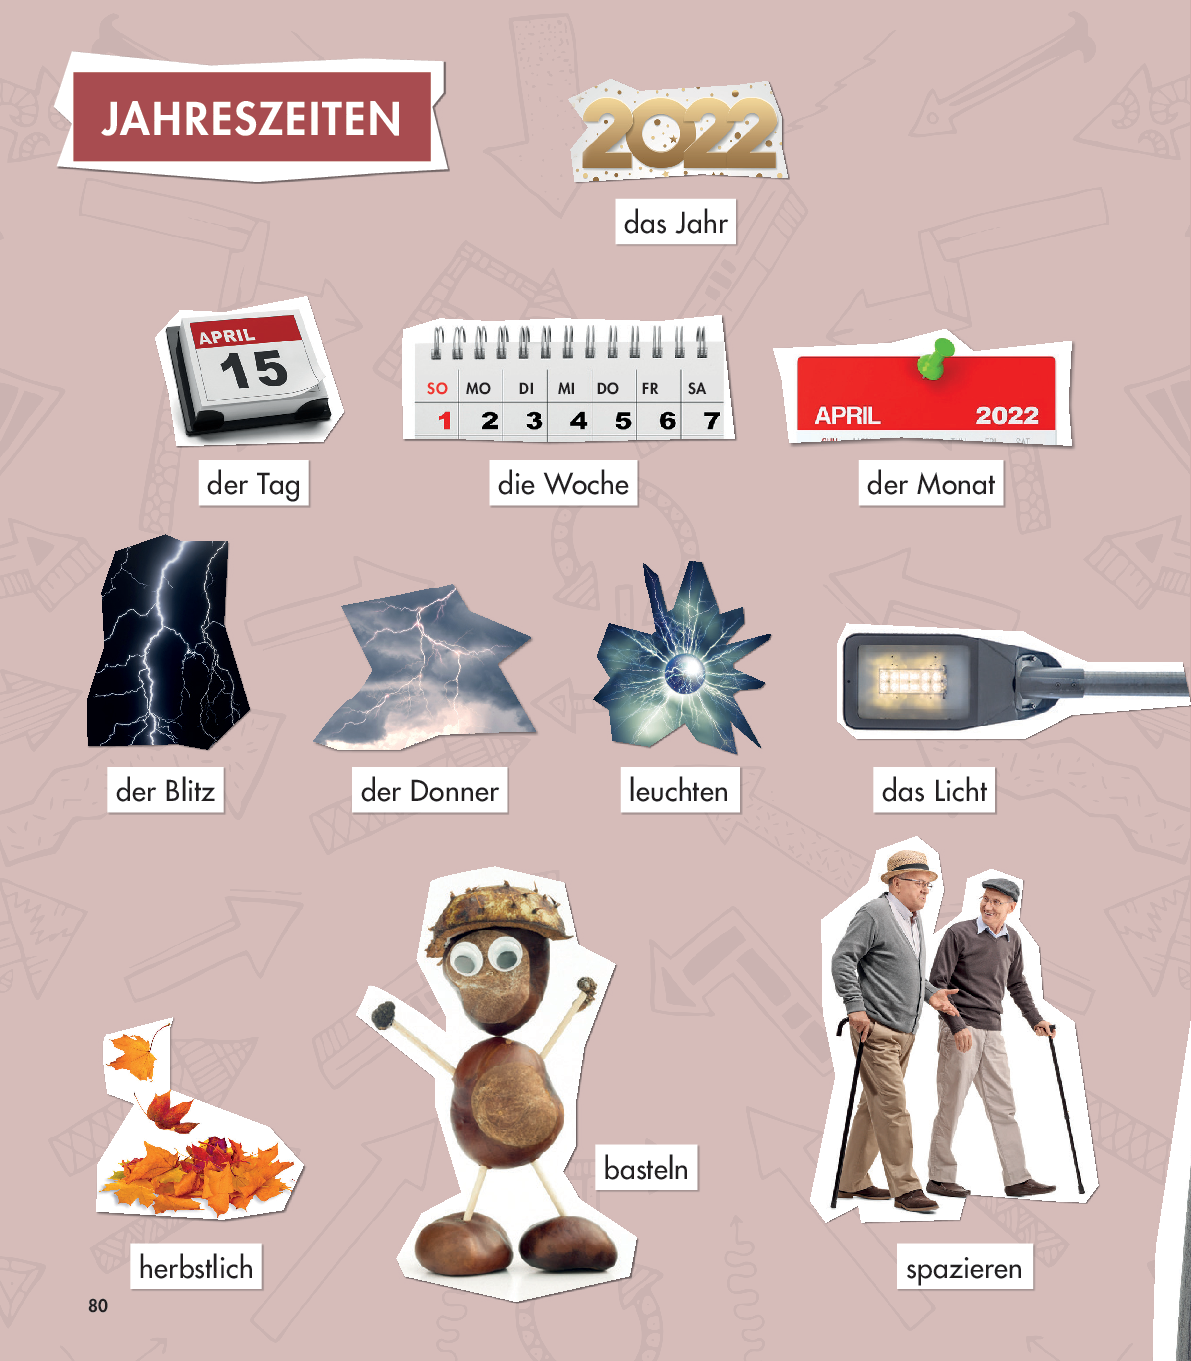 JAHRESZEITEN
2022
das Jahr
APRIL
15
SO MO DI MI DO FR SA
1 2 3 4 5 6 7
APRIL 2022
der Tag
die Woche
der Monat
der Blitz
der Donner
leuchten
das Licht
basteln
herbstlich
spazieren
80